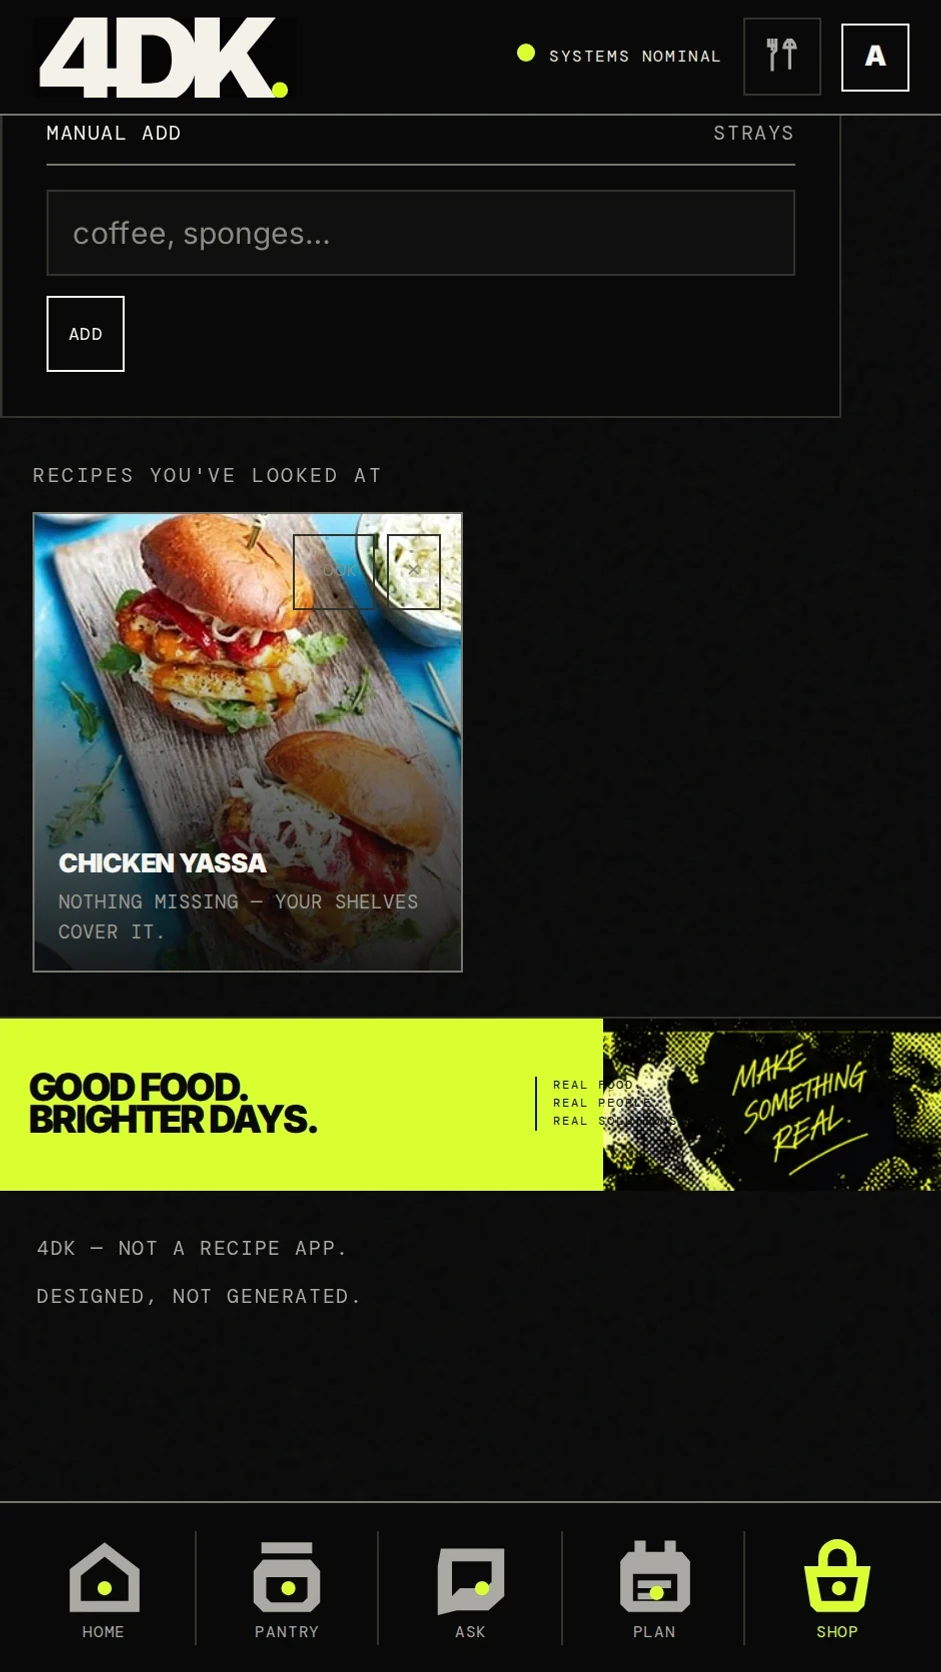 4DK.
SYSTEMS NOMINAL
A
MANUAL ADD
STRAYS
coffee, sponges...
ADD
RECIPES YOU'VE LOOKED AT
×
CHICKEN YASSA
NOTHING MISSING — YOUR SHELVES
COVER IT.
GOOD FOOD.
BRIGHTER DAYS.
REAL FOOD
REAL PEOPLE
REAL
MAKE
SOMETHING
REAL.
4DK — NOT A RECIPE APP.
DESIGNED, NOT GENERATED.
HOME
PANTRY
ASK
PLAN
SHOP